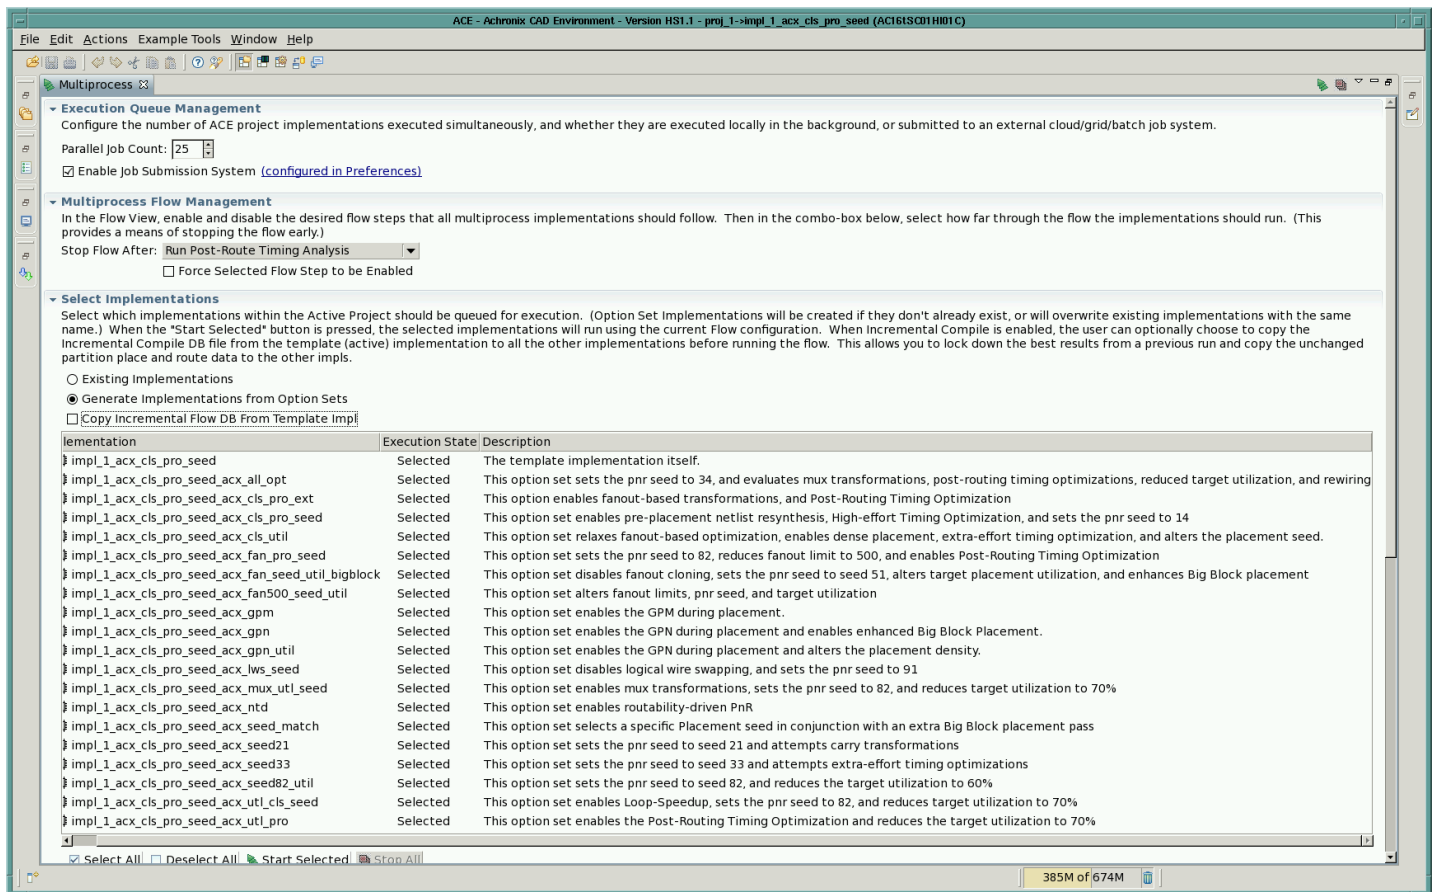 ACE - Achronix CAD Environment - Version HS1.1 - proj_1->impl_1_acx_cls_pro_seed (AC16tSC01HI01C)
File Edit Actions Example Tools Window Help
Multiprocess
Execution Queue Management
Configure the number of ACE project implementations executed simultaneously, and whether they are executed locally in the background, or submitted to an external cloud/grid/batch job system.
Parallel Job Count: 25
Enable Job Submission System (configured in Preferences)
Multiprocess Flow Management
In the Flow View, enable and disable the desired flow steps that all multiprocess implementations should follow. Then in the combo-box below, select how far through the flow the implementations should run. (This
provides a means of stopping the flow early.)
Stop Flow After: Run Post-Route Timing Analysis
Force Selected Flow Step to be Enabled
Select Implementations
Select which implementations within the Active Project should be queued for execution. (Option Set Implementations will be created if they don't already exist, or will overwrite existing implementations with the same
name.) When the "Start Selected" button is pressed, the selected implementations will run using the current Flow configuration. When Incremental Compile is enabled, the user can optionally choose to copy the
Incremental Compile DB file from the template (active) implementation to all the other implementations before running the flow. This allows you to lock down the best results from a previous run and copy the unchanged
partition place and route data to the other impls.
Existing Implementations
Generate Implementations from Option Sets
Copy Incremental Flow DB From Template Impl
lementation Execution State Description
impl_1_acx_cls_pro_seed Selected The template implementation itself.
impl_1_acx_cls_pro_seed_acx_all_opt Selected This option set sets the pnr seed to 34, and evaluates mux transformations, post-routing timing optimizations, reduced target utilization, and rewiring
impl_1_acx_cls_pro_seed_acx_cls_pro_ext Selected This option enables fanout-based transformations, and Post-Routing Timing Optimization
impl_1_acx_cls_pro_seed_acx_cls_pro_seed Selected This option set enables pre-placement netlist resynthesis, High-effort Timing Optimization, and sets the pnr seed to 14
impl_1_acx_cls_pro_seed_acx_cls_util Selected This option set relaxes fanout-based optimization, enables dense placement, extra-effort timing optimization, and alters the placement seed.
impl_1_acx_cls_pro_seed_acx_fan_pro_seed Selected This option set sets the pnr seed to 82, reduces fanout limit to 500, and enables Post-Routing Timing Optimization
impl_1_acx_cls_pro_seed_acx_fan_seed_util_bigblock Selected This option set disables fanout cloning, sets the pnr seed to seed 51, alters target placement utilization, and enhances Big Block placement
impl_1_acx_cls_pro_seed_acx_fan500_seed_util Selected This option set alters fanout limits, pnr seed, and target utilization
impl_1_acx_cls_pro_seed_acx_gpm Selected This option set enables the GPM during placement.
impl_1_acx_cls_pro_seed_acx_gpn Selected This option set enables the GPN during placement and enables enhanced Big Block Placement.
impl_1_acx_cls_pro_seed_acx_gpn_util Selected This option set enables the GPN during placement and alters the placement density.
impl_1_acx_cls_pro_seed_acx_lws_seed Selected This option set disables logical wire swapping, and sets the pnr seed to 91
impl_1_acx_cls_pro_seed_acx_mux_utl_seed Selected This option set enables mux transformations, sets the pnr seed to 82, and reduces target utilization to 70%
impl_1_acx_cls_pro_seed_acx_ntd Selected This option set enables routability-driven PnR
impl_1_acx_cls_pro_seed_acx_seed_match Selected This option set selects a specific Placement seed in conjunction with an extra Big Block placement pass
impl_1_acx_cls_pro_seed_acx_seed21 Selected This option set sets the pnr seed to seed 21 and attempts carry transformations
impl_1_acx_cls_pro_seed_acx_seed33 Selected This option set sets the pnr seed to seed 33 and attempts extra-effort timing optimizations
impl_1_acx_cls_pro_seed_acx_seed82_util Selected This option set sets the pnr seed to seed 82, and reduces the target utilization to 60%
impl_1_acx_cls_pro_seed_acx_utl_cls_seed Selected This option set enables Loop-Speedup, sets the pnr seed to 82, and reduces target utilization to 70%
impl_1_acx_cls_pro_seed_acx_utl_pro Selected This option set enables the Post-Routing Timing Optimization and reduces the target utilization to 70%
Select All Deselect All Start Selected Stop All
385M of 674M